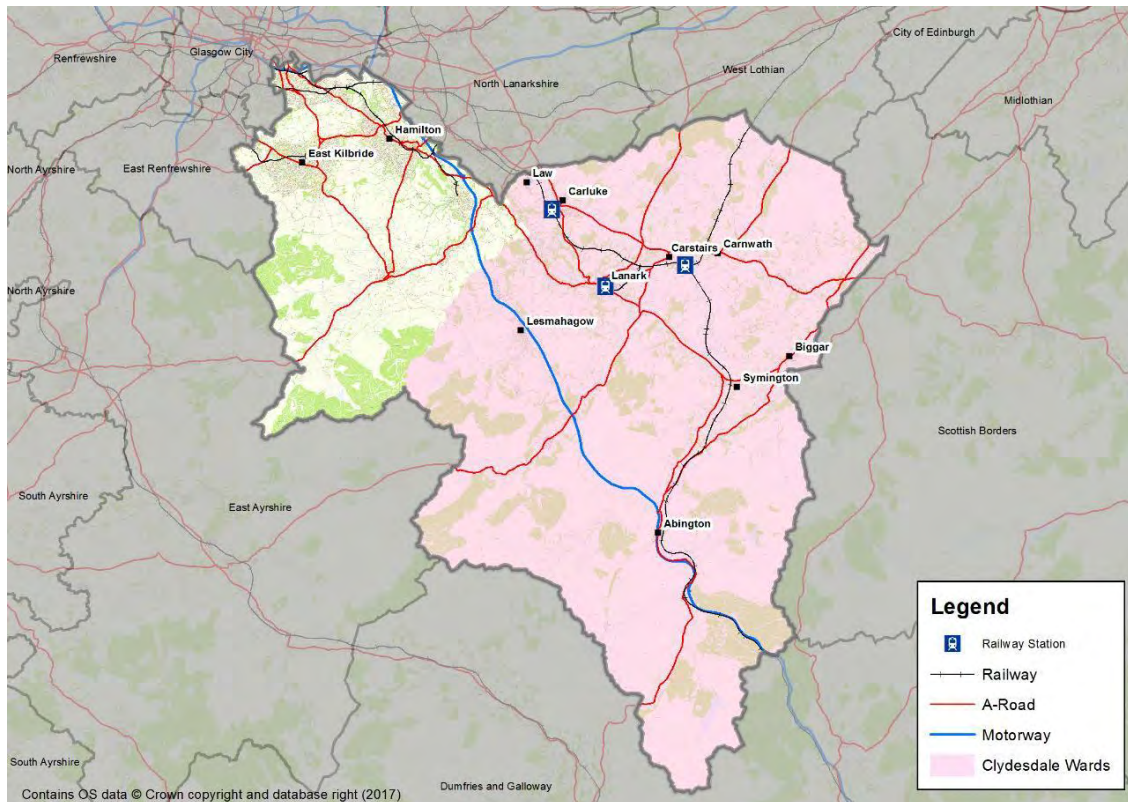 City of Edinburgh
Renfrewshire
Glasgow City
North Lanarkshire
West Lothian
Midlothian
Hamilton
East Kilbride
North Ayrshire
East Renfrewshire
Law
Carluke
Carstairs
Carnwath
Lanark
North Ayrshire
Lesmahagow
Biggar
Symington
Scottish Borders
South Ayrshire
East Ayrshire
Abington
Legend
Railway Station
Railway
A-Road
Motorway
Clydesdale Wards
South Ayrshire
Dumfries and Galloway
Contains OS data © Crown copyright and database right (2017)